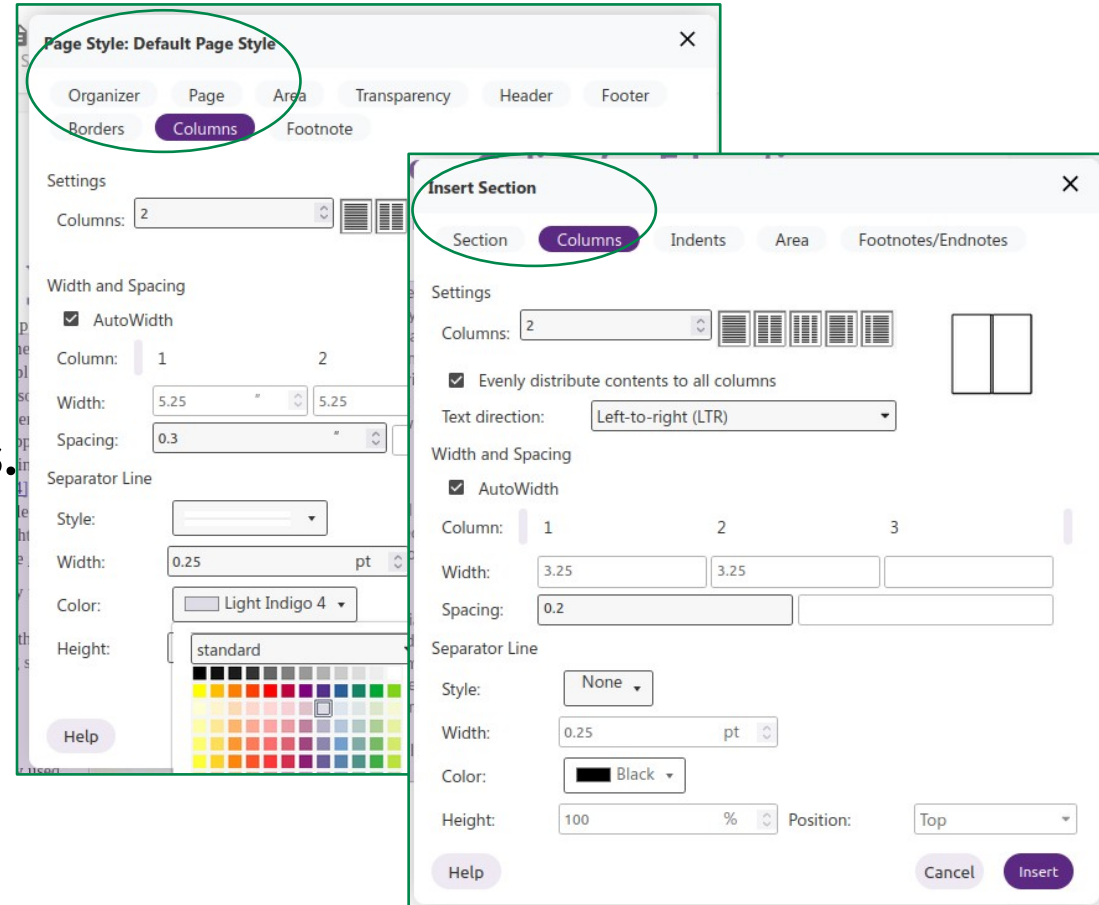 Page Style: Default Page Style
Organizer Page Area Transparency Header Footer
Borders Columns Footnote
Settings
Columns: 2
Width and Spacing
AutoWidth
Column: 1 2
Width: 5.25 " 5.25
Spacing: 0.3 "
Separator Line
Style:
Width: 0.25 pt
Color: Light Indigo 4
Height: standard
Help
Insert Section
Section Columns Indents Area Footnotes/Endnotes
Settings
Columns: 2
Evenly distribute contents to all columns
Text direction: Left-to-right (LTR)
Width and Spacing
AutoWidth
Column: 1 2 3
Width: 3.25 3.25
Spacing: 0.2
Separator Line
Style: None
Width: 0.25 pt
Color: Black
Height: 100 % Position: Top
Help Cancel Insert